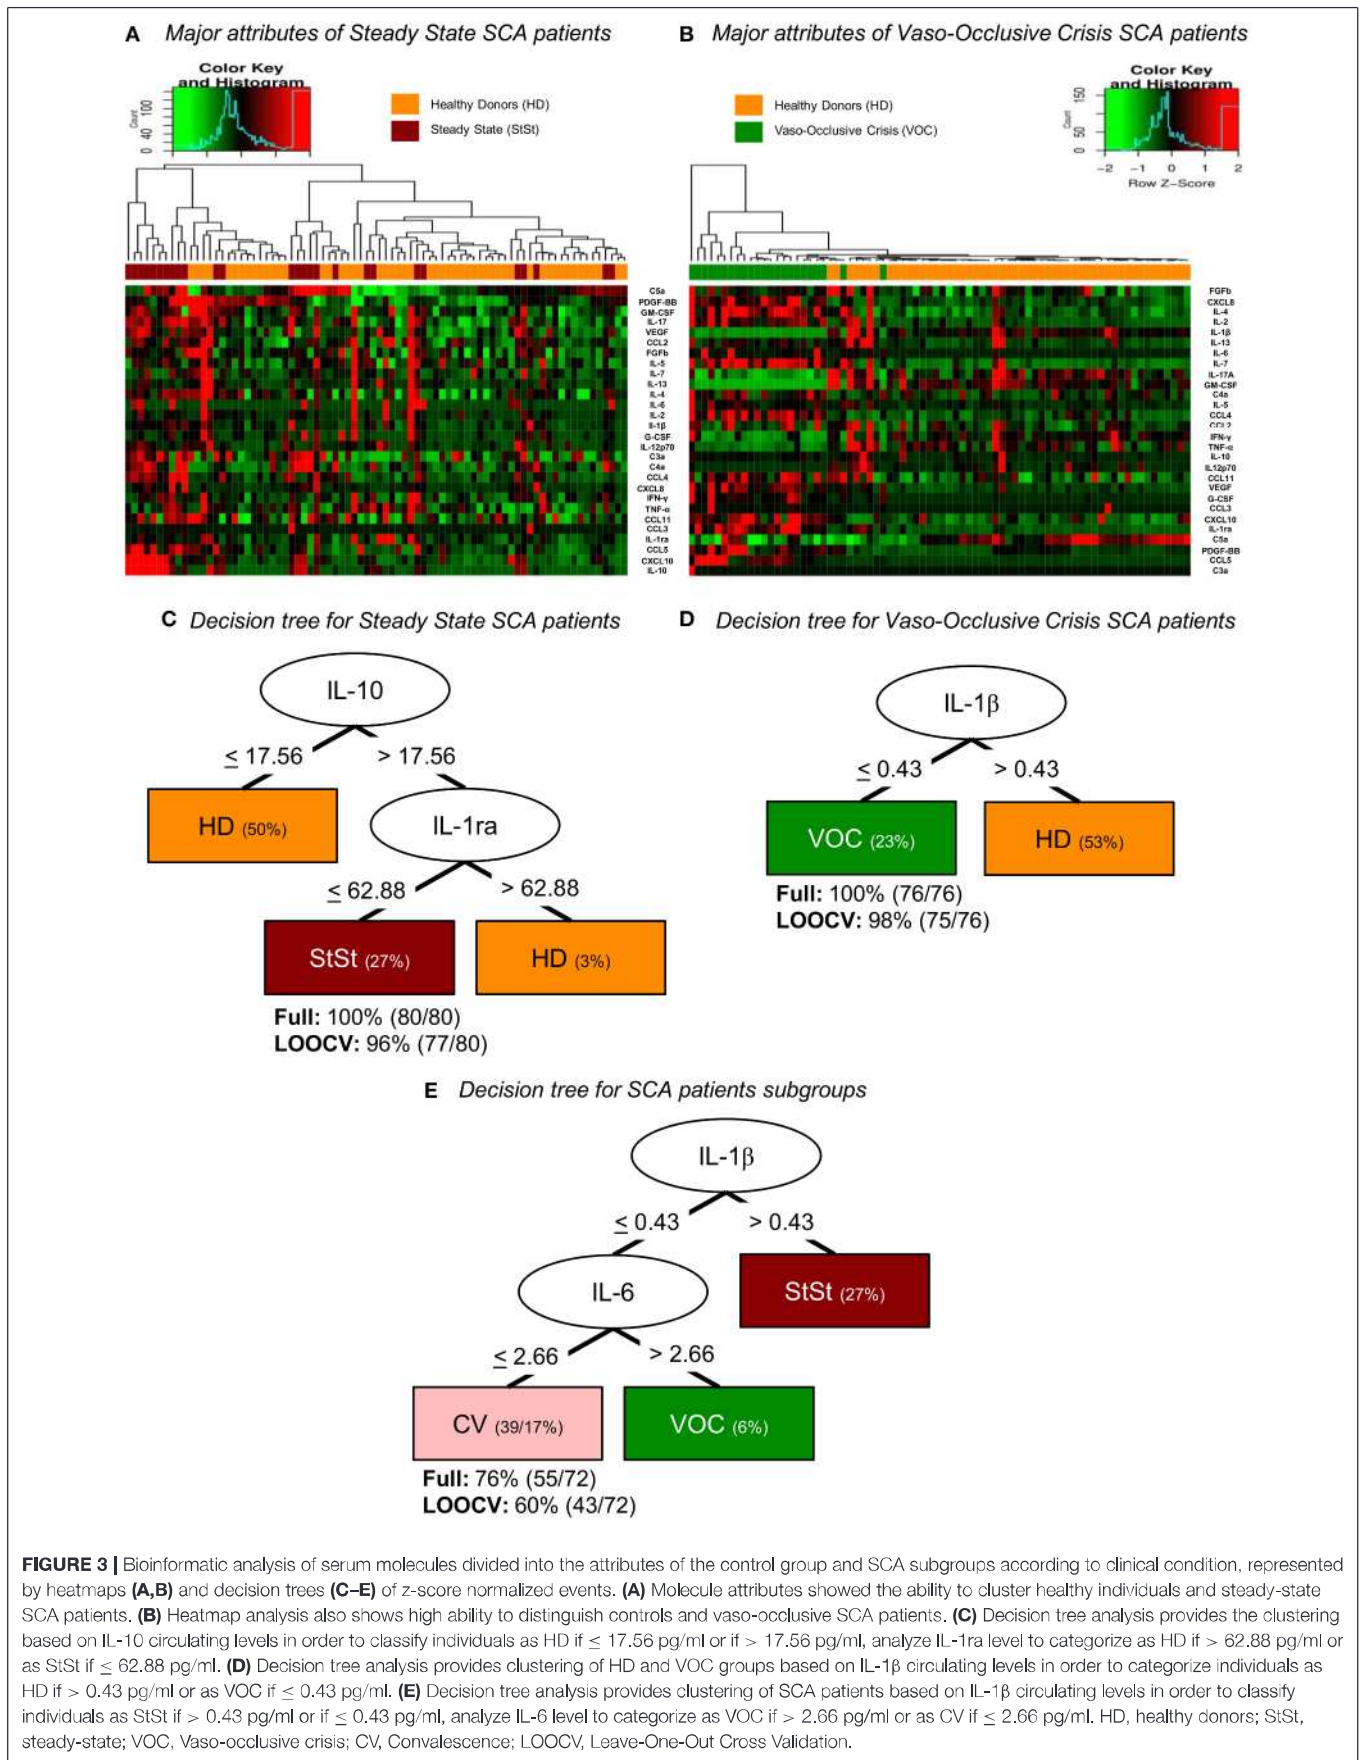 A Major attributes of Steady State SCA patients
Color Key
and Histogram
Count
0 40 100
Healthy Donors (HD)
Steady State (StSt)
C5a
PDGF-BB
GM-CSF
IL-17
VEGF
CCL2
FGFb
IL-5
IL-7
IL-13
IL-4
IL-6
IL-2
Il-1β
G-CSF
IL-12p70
C3a
C4a
CCL4
CXCL8
IFN-γ
TNF-α
CCL11
CCL3
IL-1ra
CCL5
CXCL10
IL-10
B Major attributes of Vaso-Occlusive Crisis SCA patients
Healthy Donors (HD)
Vaso-Occlusive Crisis (VOC)
Color Key
and Histogram
Count
0 50 150
−2 −1 0 1 2
Row Z−Score
FGFb
CXCL8
IL-4
IL-2
IL-1β
IL-13
IL-6
IL-7
IL-17A
GM-CSF
C4a
IL-5
CCL4
CCL2
IFN-γ
TNF-α
IL-10
IL12p70
CCL11
VEGF
G-CSF
CCL3
CXCL10
IL-1ra
C5a
PDGF-BB
CCL5
C3a
C Decision tree for Steady State SCA patients
IL-10
≤ 17.56 > 17.56
HD (50%)
IL-1ra
≤ 62.88 > 62.88
StSt (27%)
HD (3%)
Full: 100% (80/80)
LOOCV: 96% (77/80)
D Decision tree for Vaso-Occlusive Crisis SCA patients
IL-1β
≤ 0.43 > 0.43
VOC (23%)
HD (53%)
Full: 100% (76/76)
LOOCV: 98% (75/76)
E Decision tree for SCA patients subgroups
IL-1β
≤ 0.43 > 0.43
IL-6
StSt (27%)
≤ 2.66 > 2.66
CV (39/17%)
VOC (6%)
Full: 76% (55/72)
LOOCV: 60% (43/72)
FIGURE 3 | Bioinformatic analysis of serum molecules divided into the attributes of the control group and SCA subgroups according to clinical condition, represented
by heatmaps (A,B) and decision trees (C–E) of z-score normalized events. (A) Molecule attributes showed the ability to cluster healthy individuals and steady-state
SCA patients. (B) Heatmap analysis also shows high ability to distinguish controls and vaso-occlusive SCA patients. (C) Decision tree analysis provides the clustering
based on IL-10 circulating levels in order to classify individuals as HD if ≤ 17.56 pg/ml or if > 17.56 pg/ml, analyze IL-1ra level to categorize as HD if > 62.88 pg/ml or
as StSt if ≤ 62.88 pg/ml. (D) Decision tree analysis provides clustering of HD and VOC groups based on IL-1β circulating levels in order to categorize individuals as
HD if > 0.43 pg/ml or as VOC if ≤ 0.43 pg/ml. (E) Decision tree analysis provides clustering of SCA patients based on IL-1β circulating levels in order to classify
individuals as StSt if > 0.43 pg/ml or if ≤ 0.43 pg/ml, analyze IL-6 level to categorize as VOC if > 2.66 pg/ml or as CV if ≤ 2.66 pg/ml. HD, healthy donors; StSt,
steady-state; VOC, Vaso-occlusive crisis; CV, Convalescence; LOOCV, Leave-One-Out Cross Validation.